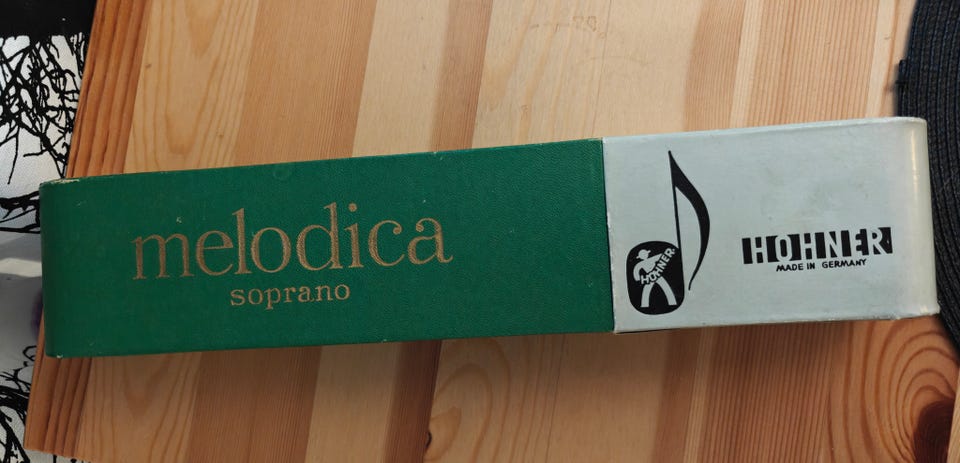 melodica
soprano
HOHNER
HOHNER
MADE IN GERMANY